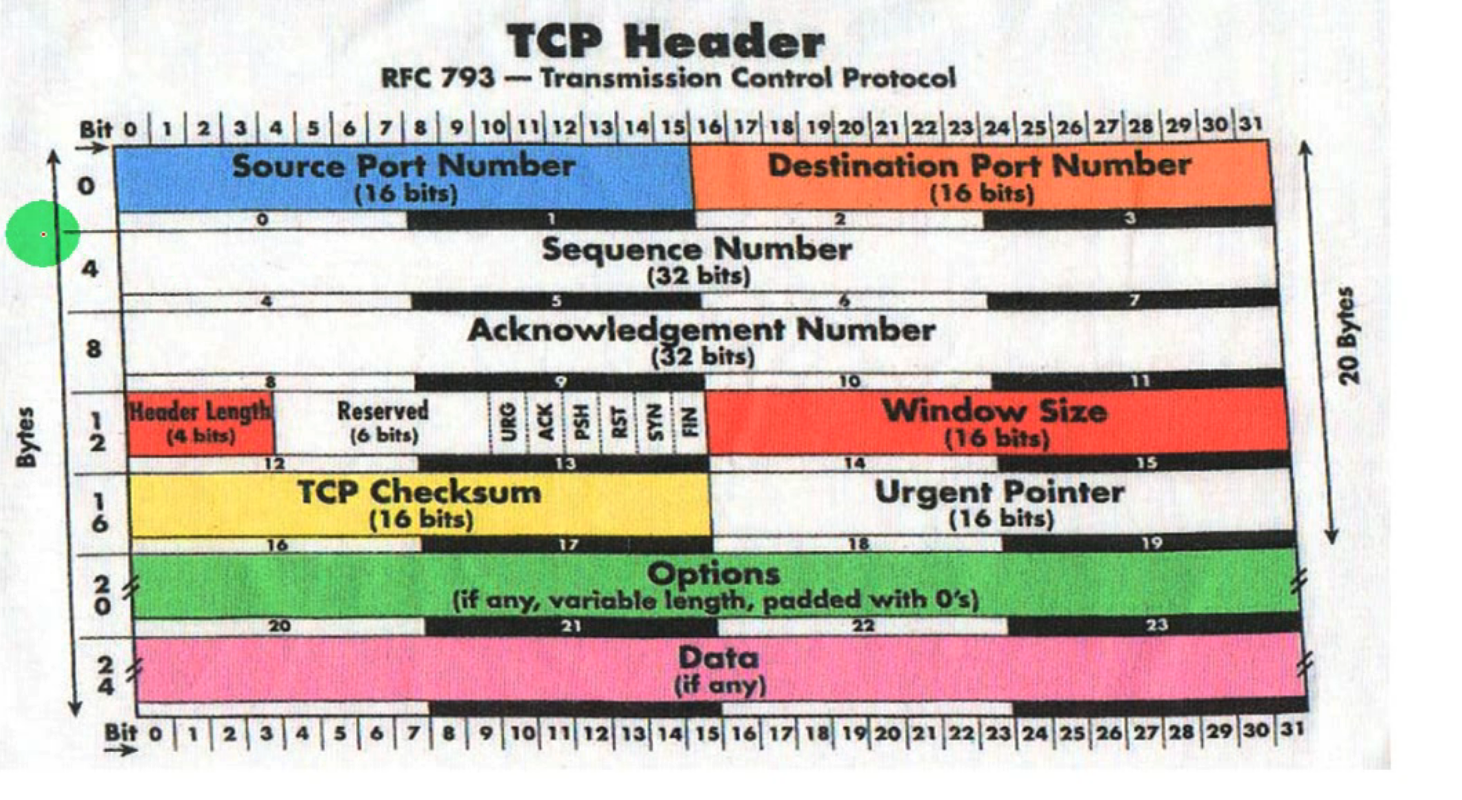 TCP Header
RFC 793 — Transmission Control Protocol
Bit 0 1 2 3 4 5 6 7 8 9 10 11 12 13 14 15 16 17 18 19 20 21 22 23 24 25 26 27 28 29 30 31
0
Source Port Number
(16 bits)
Destination Port Number
(16 bits)
0 1 2 3
4
Sequence Number
(32 bits)
4 5 6 7
8
Acknowledgement Number
(32 bits)
8 9 10 11
12
Header Length
(4 bits)
Reserved
(6 bits)
URG
ACK
PSH
RST
SYN
FIN
Window Size
(16 bits)
12 13 14 15
16
TCP Checksum
(16 bits)
Urgent Pointer
(16 bits)
16 17 18 19
20
Options
(if any, variable length, padded with 0's)
20 21 22 23
24
Data
(if any)
Bit 0 1 2 3 4 5 6 7 8 9 10 11 12 13 14 15 16 17 18 19 20 21 22 23 24 25 26 27 28 29 30 31
Bytes
20 Bytes